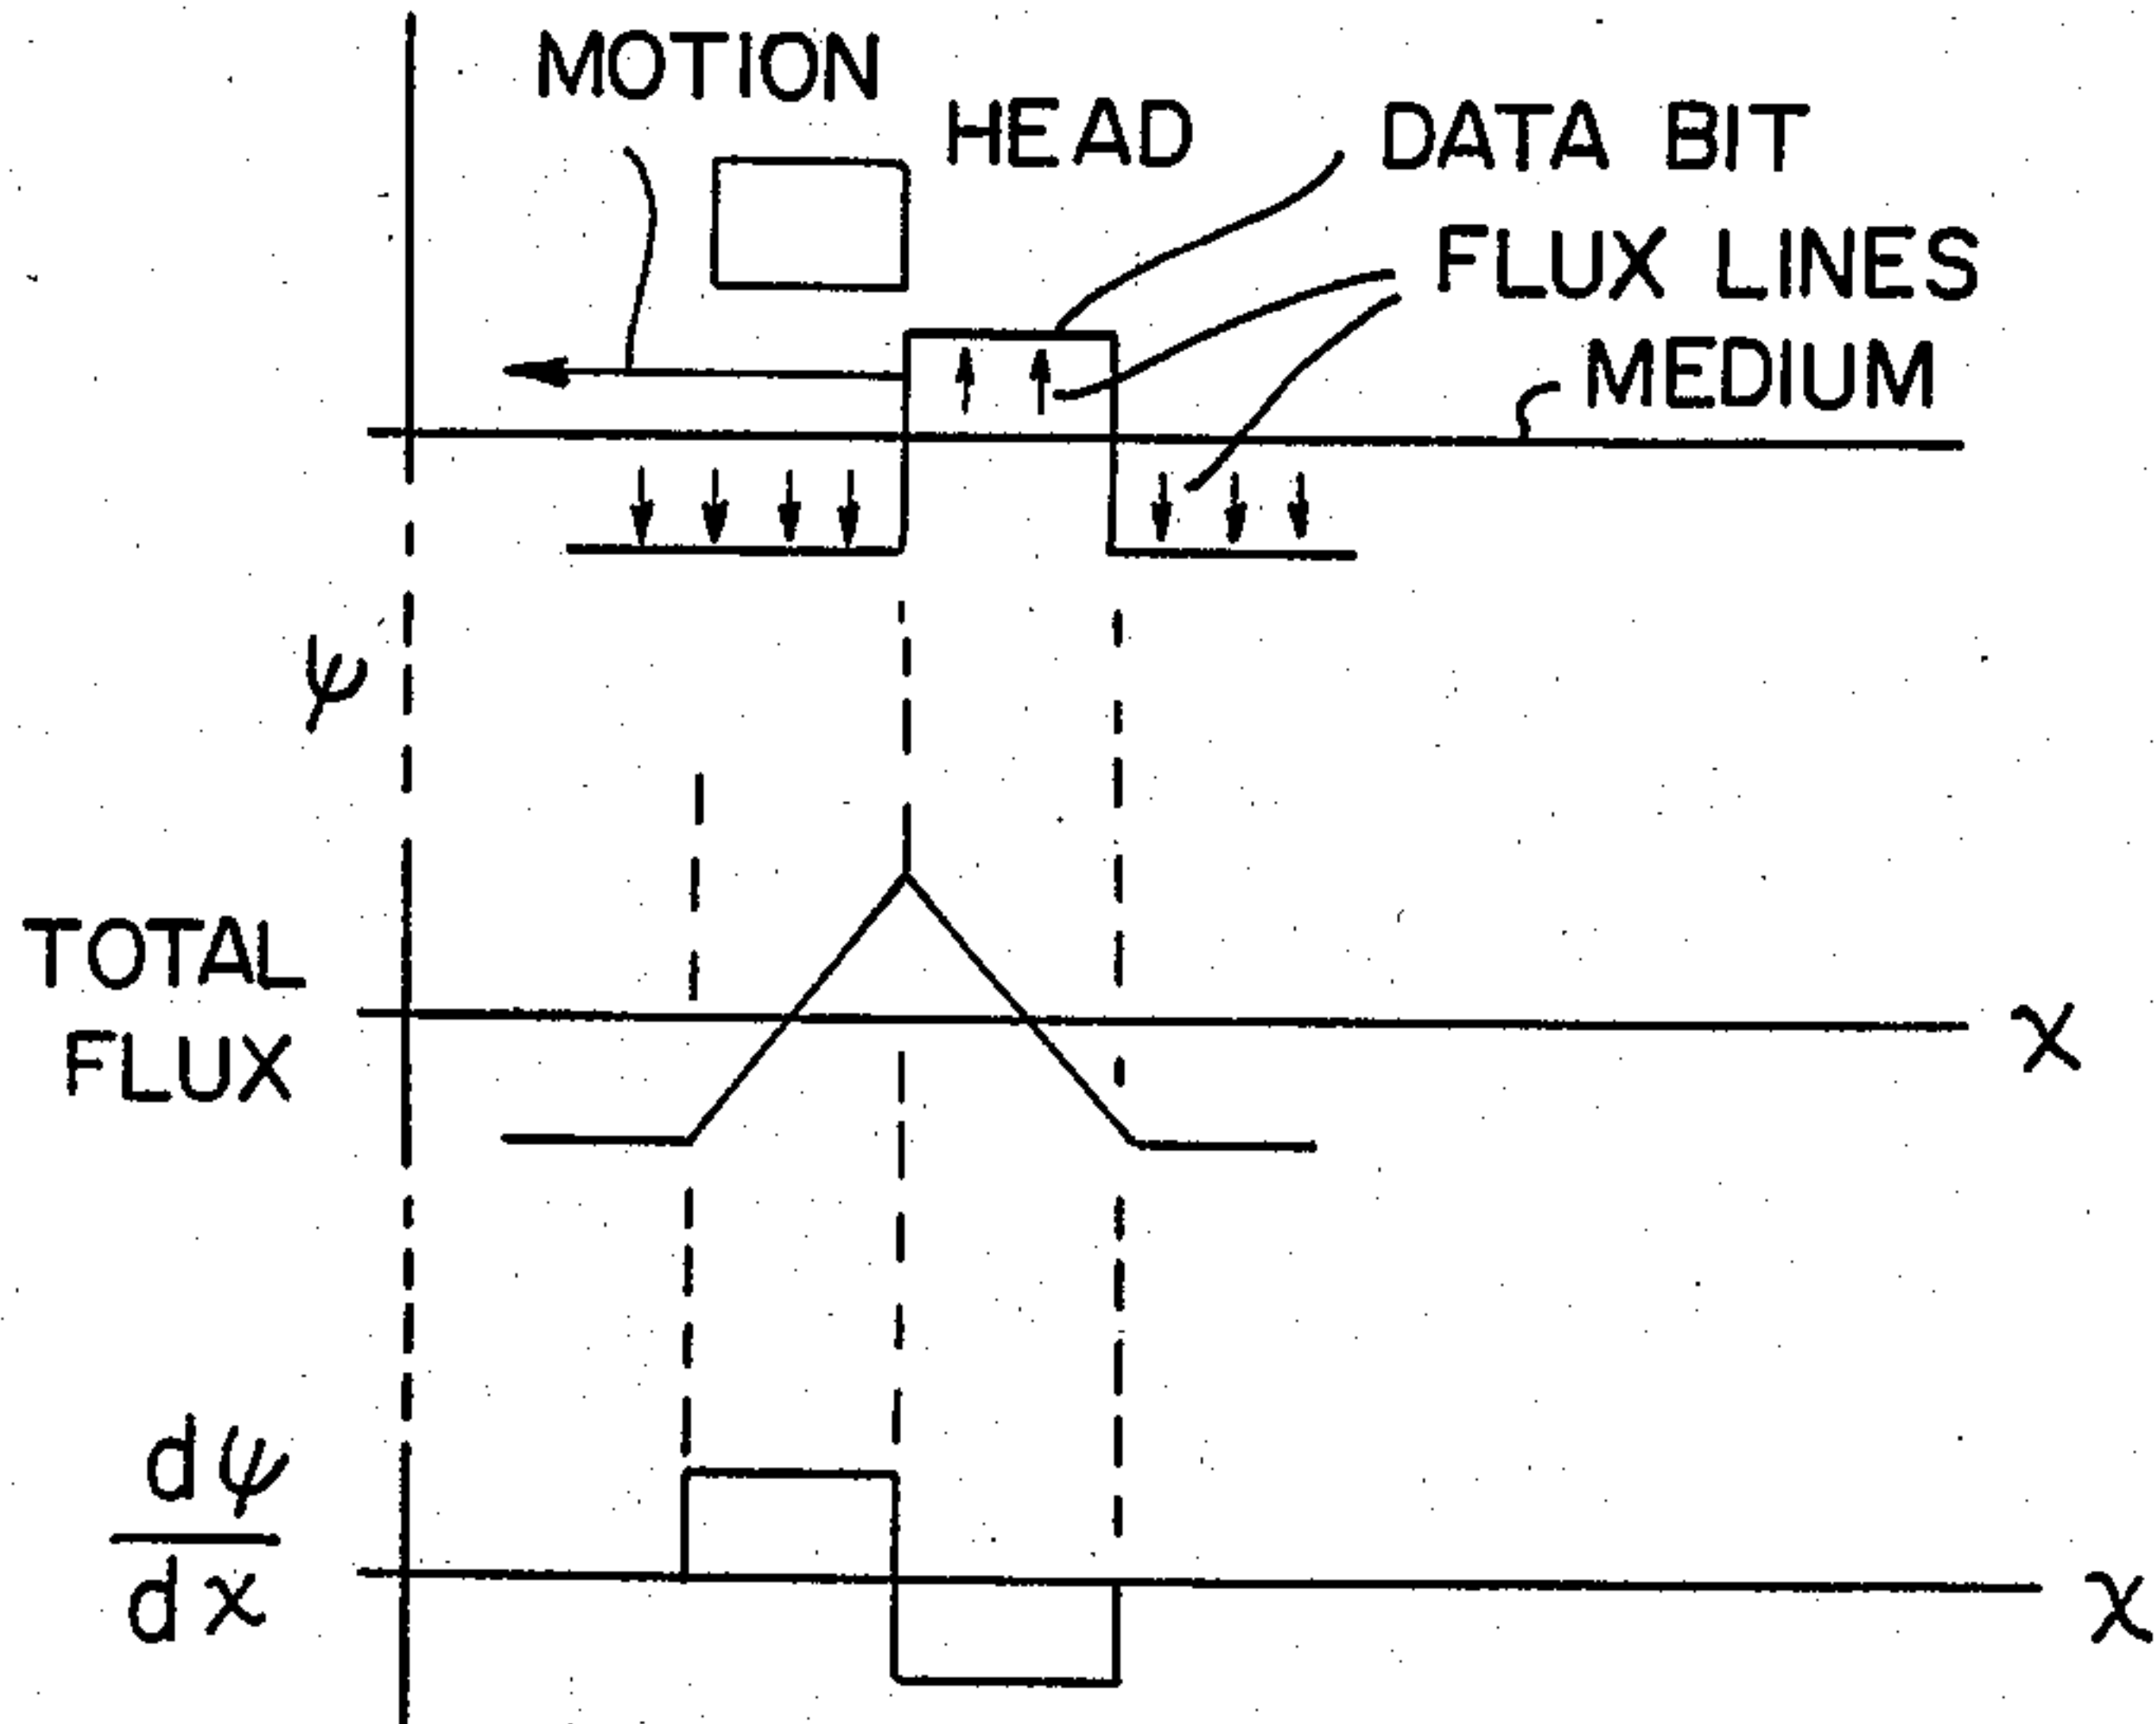 MOTION
HEAD
DATA BIT
FLUX LINES
MEDIUM
ψ
TOTAL
FLUX
x
dψ
dx
x